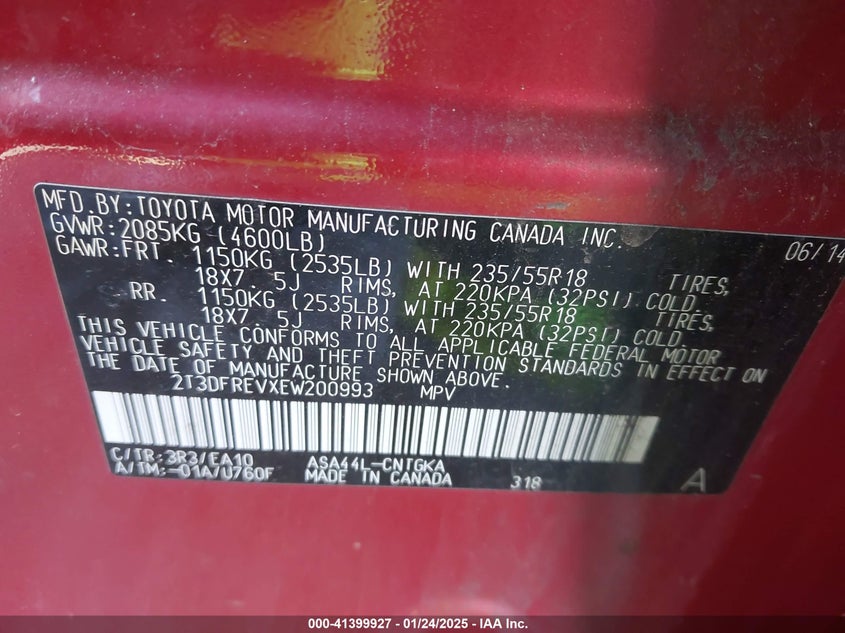 MFD.BY:TOYOTA MOTOR MANUFACTURING CANADA INC. 06/14
GVWR:2085KG (4600LB)
GAWR:FRT. 1150KG (2535LB) WITH 235/55R18 TIRES,
18X7. 5J RIMS, AT 220KPA (32PSI) COLD.
RR. 1150KG (2535LB) WITH 235/55R18 TIRES,
18X7. 5J RIMS, AT 220KPA (32PSI) COLD.
THIS VEHICLE CONFORMS TO ALL APPLICABLE FEDERAL MOTOR
VEHICLE SAFETY AND THEFT PREVENTION STANDARDS IN EFFECT ON
THE DATE OF MANUFACTURE SHOWN ABOVE.
2T3DFREVXEW200993 MPV
C/TR:3R3/EA10 ASA44L-CNTGKA
A/TM:-01A/U760F MADE IN CANADA 318 A
000-41399927 - 01/24/2025 - IAA Inc.